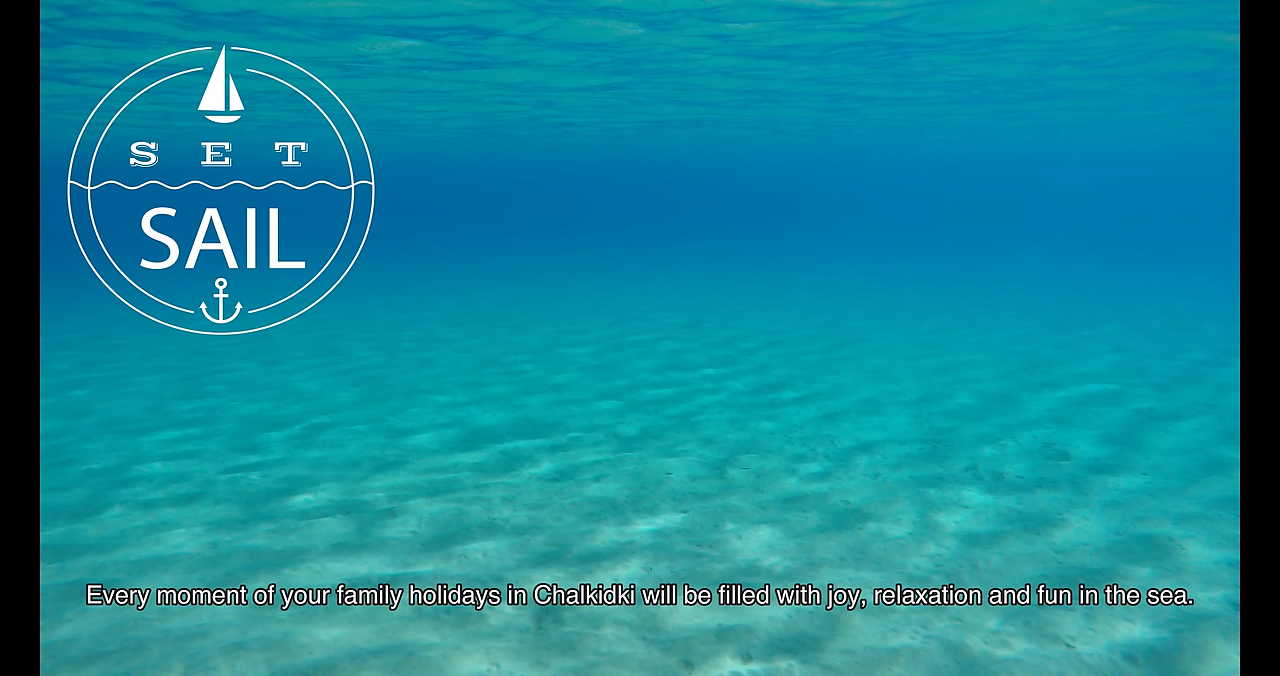 SET
SAIL
Every moment of your family holidays in Chalkidki will be filled with joy, relaxation and fun in the sea.